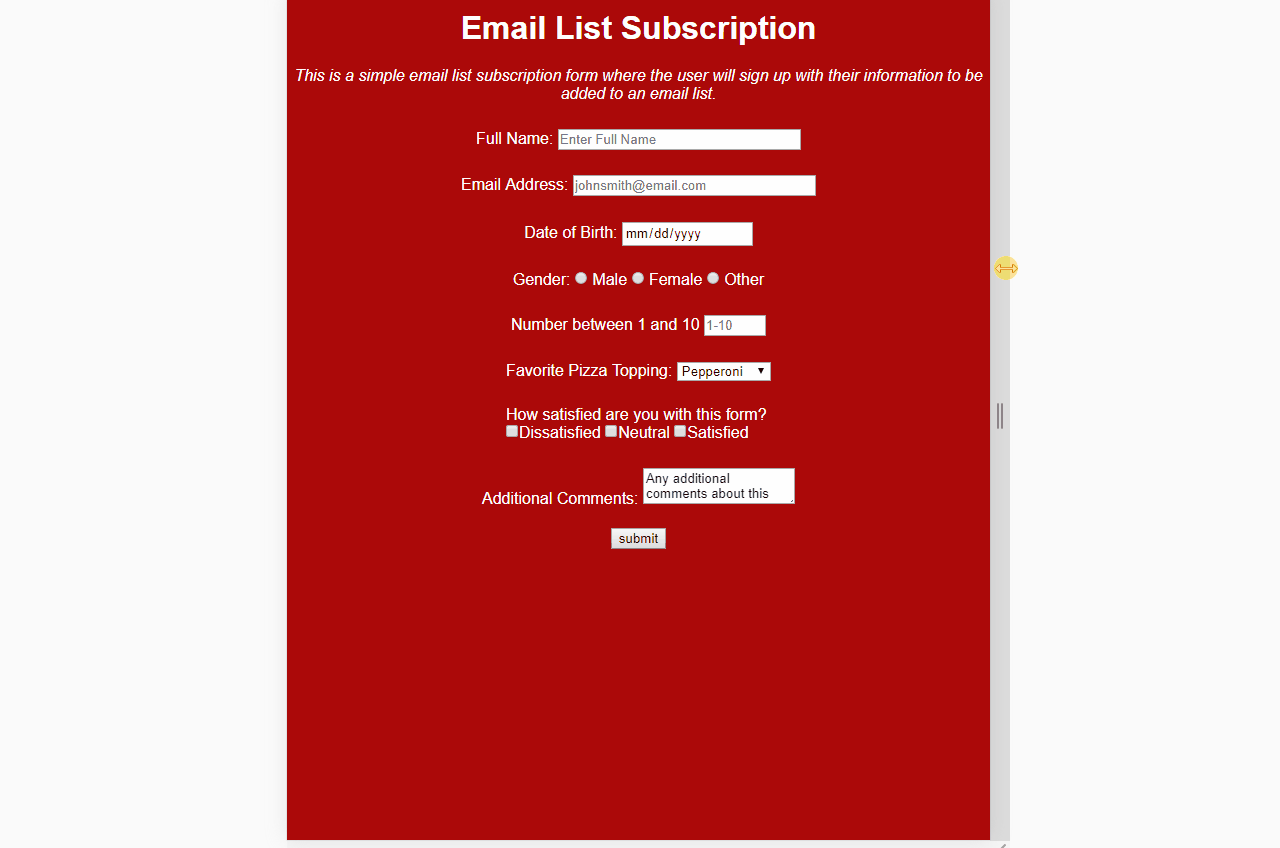 Email List Subscription
This is a simple email list subscription form where the user will sign up with their information to be
added to an email list.
Full Name: Enter Full Name
Email Address: johnsmith@email.com
Date of Birth: mm/dd/yyyy
Gender: Male Female Other
Number between 1 and 10 1-10
Favorite Pizza Topping: Pepperoni
How satisfied are you with this form?
Dissatisfied Neutral Satisfied
Any additional
Additional Comments: comments about this
submit